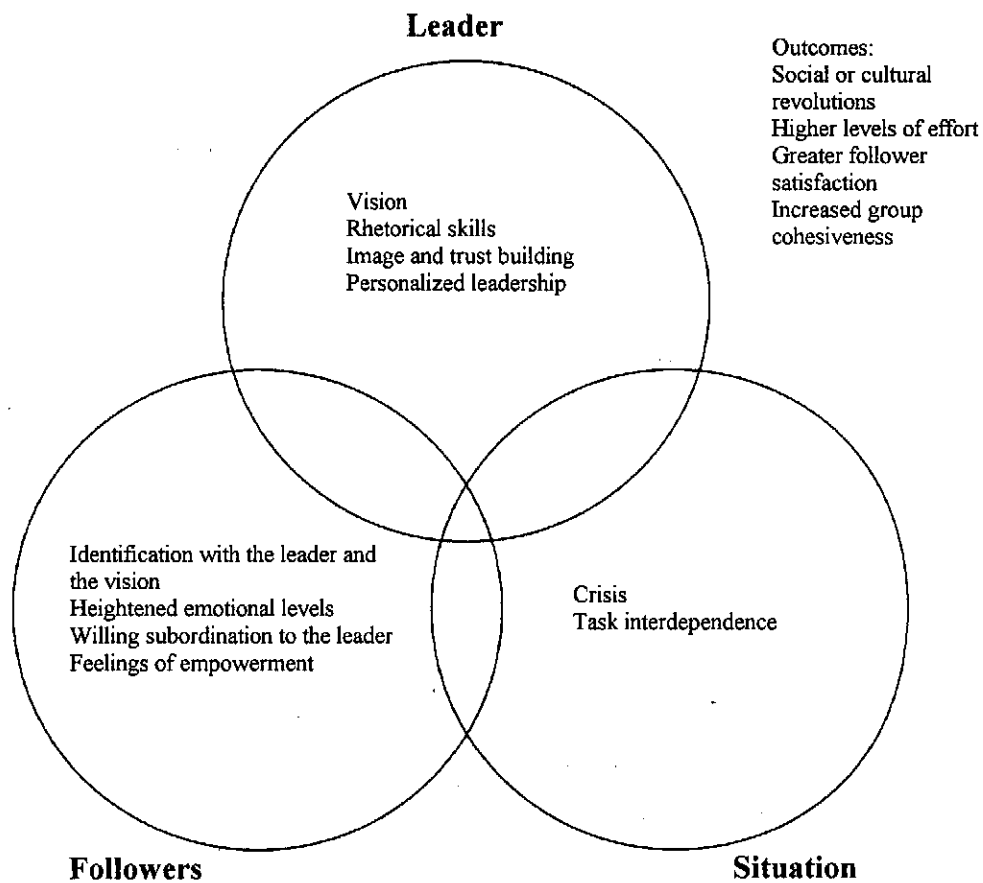 Leader
Outcomes:
Social or cultural
revolutions
Higher levels of effort
Greater follower
satisfaction
Increased group
cohesiveness
Vision
Rhetorical skills
Image and trust building
Personalized leadership
Identification with the leader and
the vision
Heightened emotional levels
Willing subordination to the leader
Feelings of empowerment
Crisis
Task interdependence
Followers
Situation